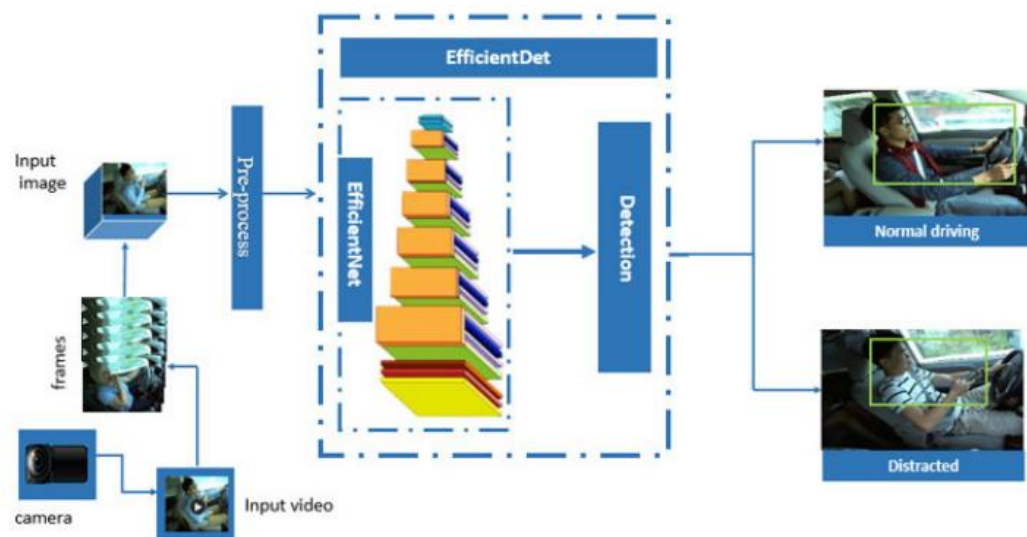 EfficientDet
Input
image
Pre-process
EfficientNet
Detection
Normal driving
frames
Distracted
Input video
camera